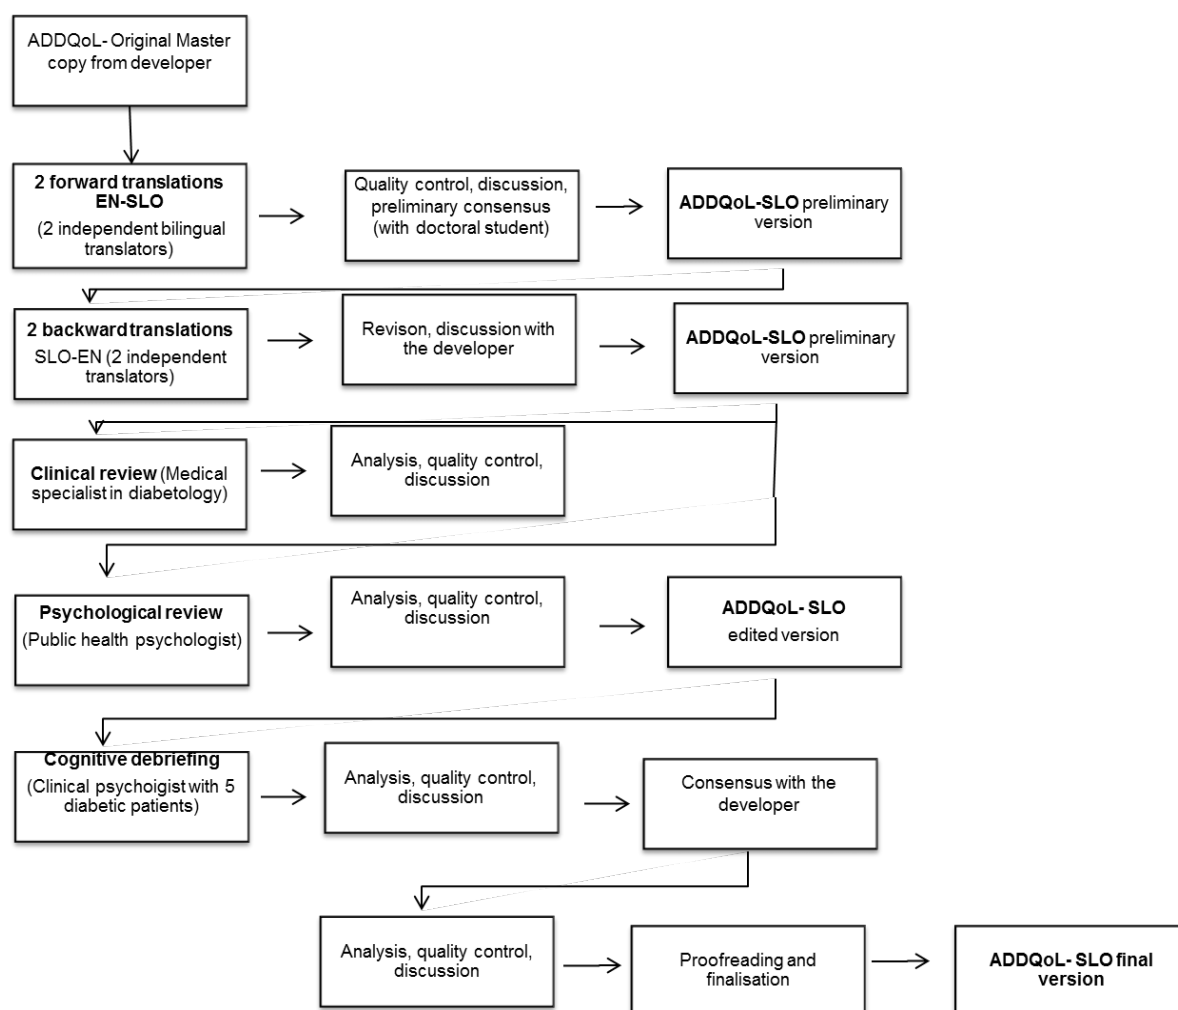 ADDQoL- Original Master
copy from developer
2 forward translations
EN-SLO
(2 independent bilingual
translators)
Quality control, discussion,
preliminary consensus
(with doctoral student)
ADDQoL-SLO preliminary
version
2 backward translations
SLO-EN (2 independent
translators)
Revison, discussion with
the developer
ADDQoL-SLO preliminary
version
Clinical review (Medical
specialist in diabetology)
Analysis, quality control,
discussion
Psychological review
(Public health psychologist)
Analysis, quality control,
discussion
ADDQoL- SLO
edited version
Cognitive debriefing
(Clinical psychoigist with 5
diabetic patients)
Analysis, quality control,
discussion
Consensus with the
developer
Analysis, quality control,
discussion
Proofreading and
finalisation
ADDQoL- SLO final
version